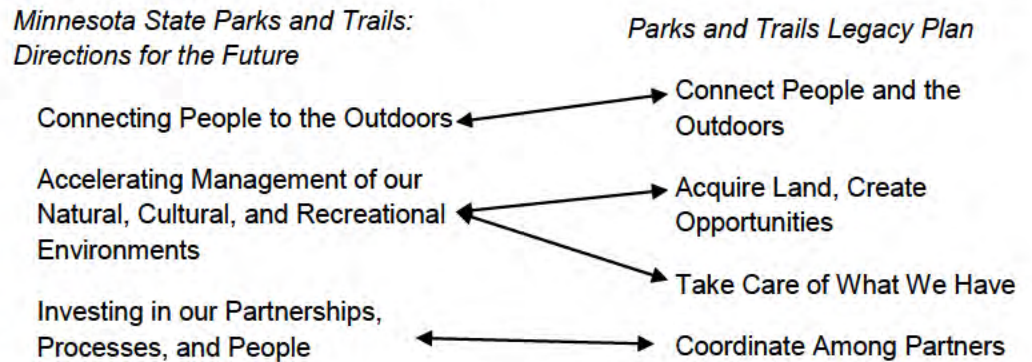 Minnesota State Parks and Trails:
Directions for the Future
Connecting People to the Outdoors
Accelerating Management of our
Natural, Cultural, and Recreational
Environments
Investing in our Partnerships,
Processes, and People
Parks and Trails Legacy Plan
Connect People and the
Outdoors
Acquire Land, Create
Opportunities
Take Care of What We Have
Coordinate Among Partners